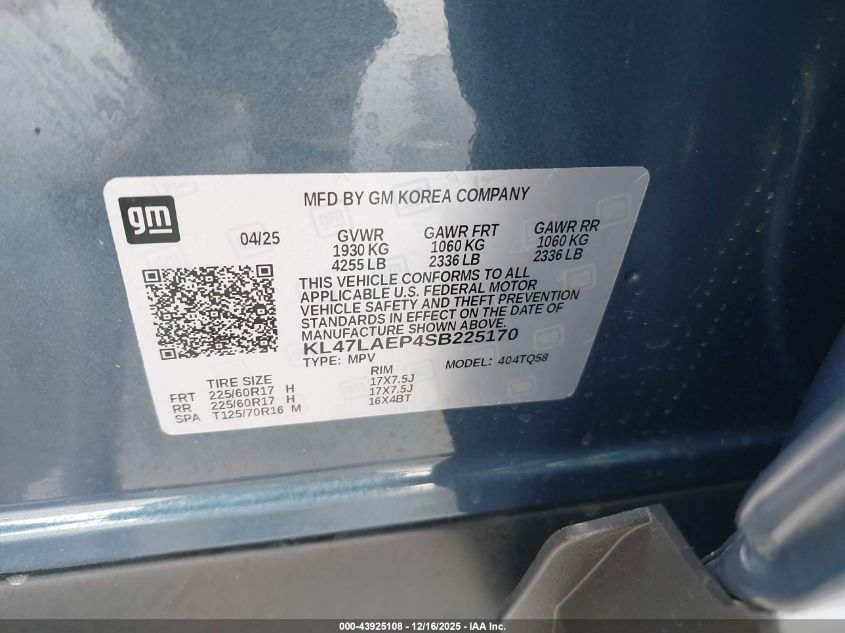 gm
MFD BY GM KOREA COMPANY
04/25
GVWR GAWR FRT GAWR RR
1930 KG 1060 KG 1060 KG
4255 LB 2336 LB 2336 LB
THIS VEHICLE CONFORMS TO ALL
APPLICABLE U.S. FEDERAL MOTOR
VEHICLE SAFETY AND THEFT PREVENTION
STANDARDS IN EFFECT ON THE DATE OF
MANUFACTURE SHOWN ABOVE.
KL47LAEP4SB225170
TYPE: MPV MODEL: 404TQ58
TIRE SIZE RIM
FRT 225/60R17 H 17X7.5J
RR 225/60R17 H 17X7.5J
SPA T125/70R16 M 16X4BT
000-43925108 - 12/16/2025 - IAA Inc.